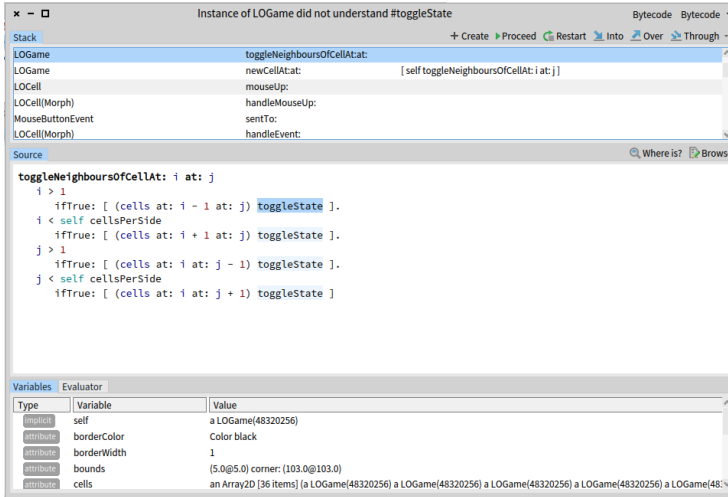 Instance of LOGame did not understand #toggleState Bytecode Bytecode
Stack + Create Proceed Restart Into Over Through
LOGame toggleNeighboursOfCellAt:at:
LOGame newCellAt:at: [ self toggleNeighboursOfCellAt: i at: j ]
LOCell mouseUp:
LOCell(Morph) handleMouseUp:
MouseButtonEvent sentTo:
LOCell(Morph) handleEvent:
Source Where is? Brows
toggleNeighboursOfCellAt: i at: j
i > 1
ifTrue: [ (cells at: i - 1 at: j) toggleState ].
i < self cellsPerSide
ifTrue: [ (cells at: i + 1 at: j) toggleState ].
j > 1
ifTrue: [ (cells at: i at: j - 1) toggleState ].
j < self cellsPerSide
ifTrue: [ (cells at: i at: j + 1) toggleState ]
Variables Evaluator
Type Variable Value
implicit self a LOGame(48320256)
attribute borderColor Color black
attribute borderWidth 1
attribute bounds (5.0@5.0) corner: (103.0@103.0)
attribute cells an Array2D [36 items] (a LOGame(48320256) a LOGame(48320256) a LOGame(48320256) a LOGame(48320256) a LOGame(48